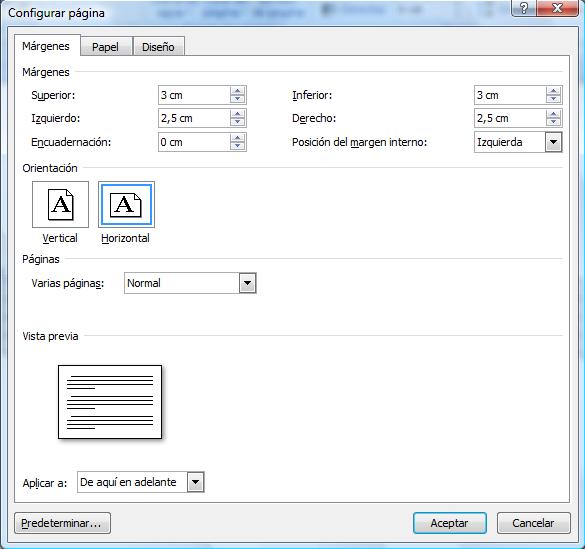 Configurar página
Márgenes Papel Diseño
Márgenes
Superior: 3 cm Inferior: 3 cm
Izquierdo: 2,5 cm Derecho: 2,5 cm
Encuadernación: 0 cm Posición del margen interno: Izquierda
Orientación
A A
Vertical Horizontal
Páginas
Varias páginas: Normal
Vista previa
Aplicar a: De aquí en adelante
Predeterminar... Aceptar Cancelar